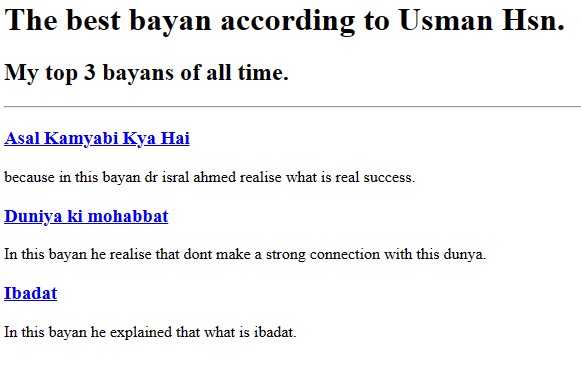 The best bayan according to Usman Hsn.
My top 3 bayans of all time.
Asal Kamyabi Kya Hai
because in this bayan dr isral ahmed realise what is real success.
Duniya ki mohabbat
In this bayan he realise that dont make a strong connection with this dunya.
Ibadat
In this bayan he explained that what is ibadat.